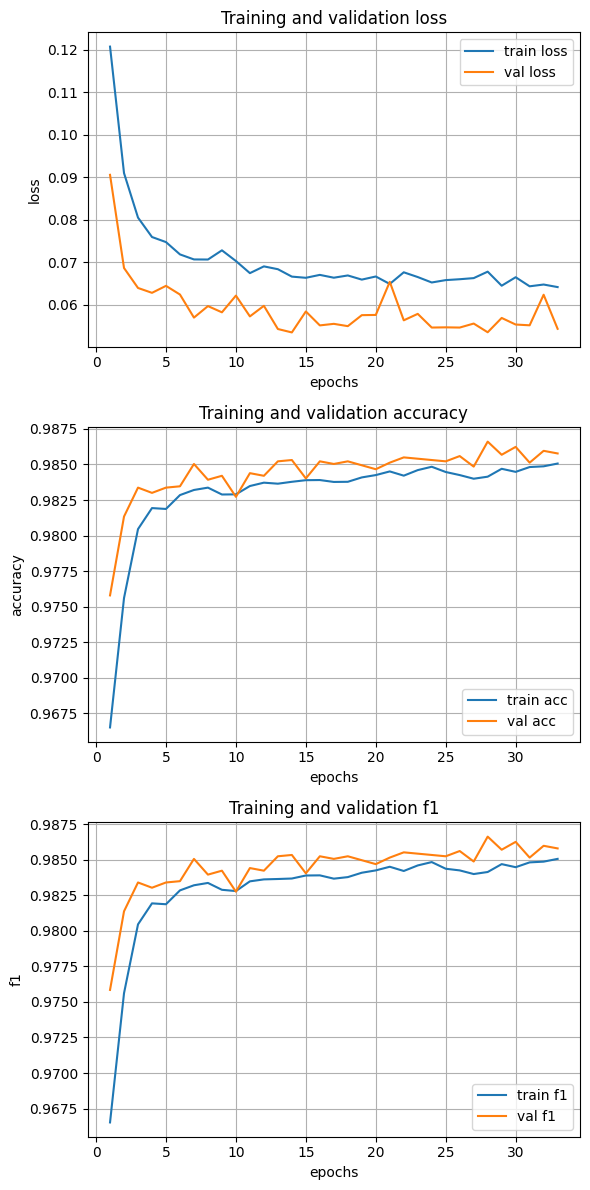 Training and validation loss
train loss
val loss
0.12
0.11
0.10
0.09
0.08
0.07
0.06
loss
0 5 10 15 20 25 30
epochs
Training and validation accuracy
0.9875
0.9850
0.9825
0.9800
0.9775
0.9750
0.9725
0.9700
0.9675
accuracy
train acc
val acc
0 5 10 15 20 25 30
epochs
Training and validation f1
0.9875
0.9850
0.9825
0.9800
0.9775
0.9750
0.9725
0.9700
0.9675
f1
train f1
val f1
0 5 10 15 20 25 30
epochs